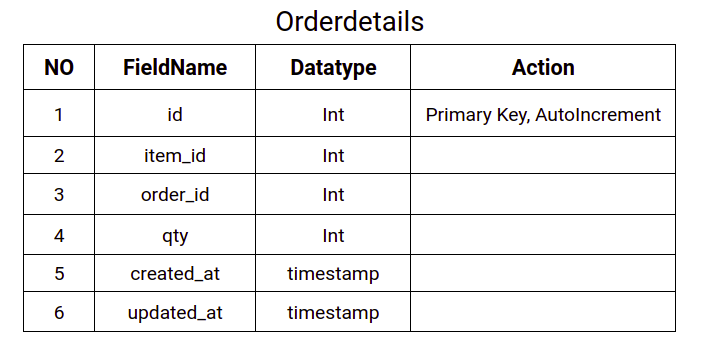 Orderdetails
NO FieldName Datatype Action
1 id Int Primary Key, AutoIncrement
2 item_id Int
3 order_id Int
4 qty Int
5 created_at timestamp
6 updated_at timestamp